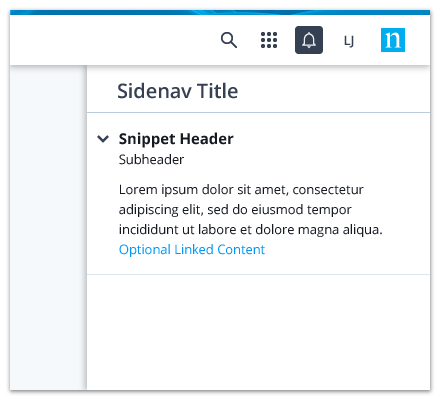 LJ
n
Sidenav Title
Snippet Header
Subheader
Lorem ipsum dolor sit amet, consectetur
adipiscing elit, sed do eiusmod tempor
incididunt ut labore et dolore magna aliqua.
Optional Linked Content